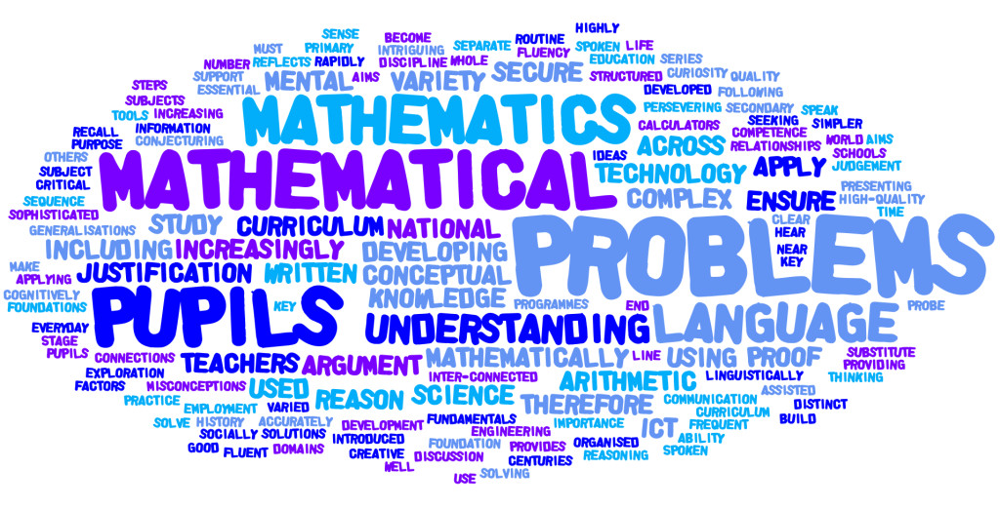 HIGHLY
SENSE BECOME ROUTINE
MUST PRIMARY INTRIGUING SEPARATE FLUENCY SPOKEN LIFE
NUMBER REFLECTS RAPIDLY DISCIPLINE WHOLE EDUCATION SERIES
SUPPORT MENTAL AIMS VARIETY SECURE STRUCTURED CURIOSITY QUALITY
STEPS ESSENTIAL DEVELOPED FOLLOWING
SUBJECTS MATHEMATICS PERSEVERING SECONDARY SPEAK
TOOLS INCREASING CALCULATORS SEEKING SIMPLER
RECALL INFORMATION COMPETENCE
PURPOSE CONJECTURING ACROSS RELATIONSHIPS WORLD AIMS
OTHERS MATHEMATICAL IDEAS SCHOOLS
SUBJECT TECHNOLOGY APPLY JUDGEMENT
CRITICAL PRESENTING
SEQUENCE COMPLEX ENSURE HIGH-QUALITY
SOPHISTICATED TIME
GENERALISATIONS STUDY CURRICULUM NATIONAL PROBLEMS CLEAR
HEAR
INCLUDING INCREASINGLY DEVELOPING NEAR
MAKE JUSTIFICATION WRITTEN CONCEPTUAL KEY
APPLYING
COGNITIVELY PUPILS KNOWLEDGE
FOUNDATIONS KEY PROGRAMMES END PROBE
EVERYDAY UNDERSTANDING LANGUAGE
STAGE
PUPILS CONNECTIONS TEACHERS ARGUMENT MATHEMATICALLY LINE USING PROOF SUBSTITUTE
PROVIDING
EXPLORATION INTER-CONNECTED ARITHMETIC LINGUISTICALLY THINKING
FACTORS MISCONCEPTIONS USED REASON SCIENCE ASSISTED
PRACTICE EMPLOYMENT VARIED THEREFORE COMMUNICATION DISTINCT
CURRICULUM BUILD
SOLVE HISTORY ACCURATELY DEVELOPMENT FUNDAMENTALS IMPORTANCE ICT FREQUENT
SOCIALLY SOLUTIONS INTRODUCED ENGINEERING ABILITY
GOOD FLUENT DOMAINS CREATIVE FOUNDATION PROVIDES ORGANISED SPOKEN
DISCUSSION CENTURIES REASONING
WELL
USE SOLVING